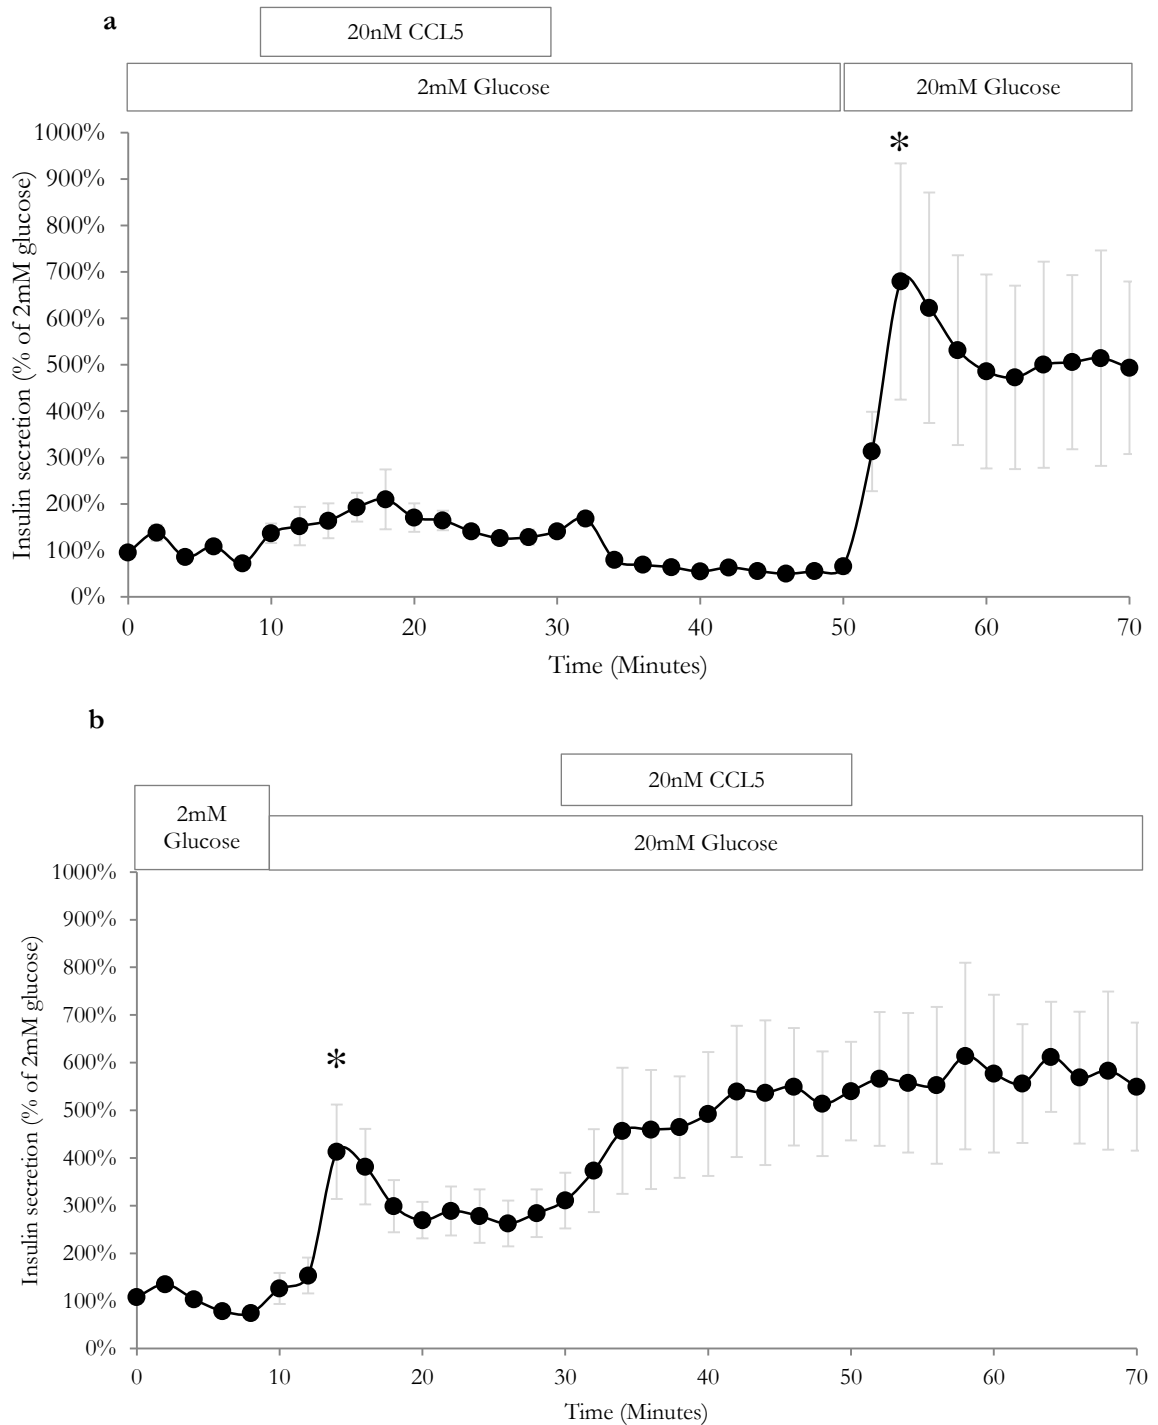 a
20nM CCL5
2mM Glucose
20mM Glucose
1000%
900%
800%
700%
600%
500%
400%
300%
200%
100%
0%
Insulin secretion (% of 2mM glucose)
*
0 10 20 30 40 50 60 70
Time (Minutes)
b
20nM CCL5
2mM
Glucose
20mM Glucose
1000%
900%
800%
700%
600%
500%
400%
300%
200%
100%
0%
Insulin secretion (% of 2mM glucose)
*
0 10 20 30 40 50 60 70
Time (Minutes)